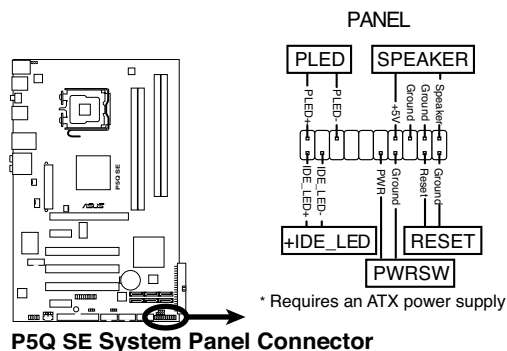 PANEL
PLED
SPEAKER
PLED+
PLED-
+5V
Ground
Ground
Speaker
P5Q SE
ASUS
IDE_LED+
IDE_LED-
PWR
Ground
Reset
Ground
+IDE_LED
RESET
PWRSW
* Requires an ATX power supply
P5Q SE System Panel Connector